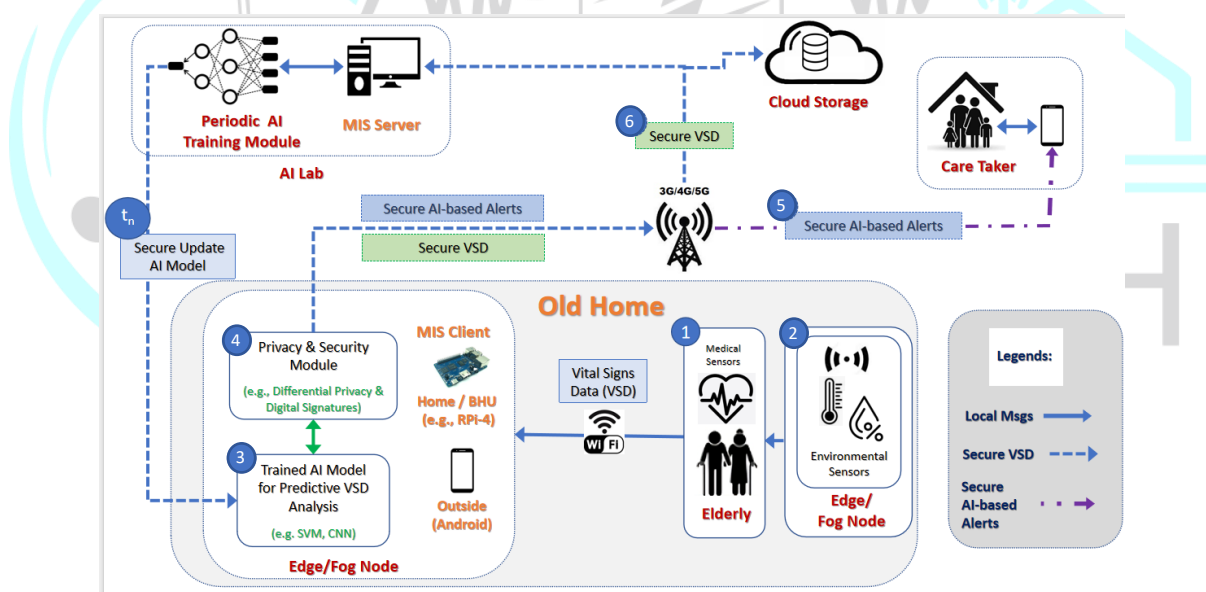 Periodic AI
Training Module
MIS Server
AI Lab
Cloud Storage
Care Taker
6
Secure VSD
3G/4G/5G
5
Secure AI-based Alerts
Secure AI-based Alerts
Secure VSD
tn
Secure Update
AI Model
Old Home
4
Privacy & Security
Module
(e.g., Differential Privacy &
Digital Signatures)
3
Trained AI Model
for Predictive VSD
Analysis
(e.g. SVM, CNN)
Edge/Fog Node
MIS Client
Home / BHU
(e.g., RPi-4)
Outside
(Android)
Vital Signs
Data (VSD)
WI FI
1
Medical
Sensors
Elderly
2
%
Environmental
Sensors
Edge/
Fog Node
Legends:
Local Msgs
Secure VSD
Secure
AI-based
Alerts